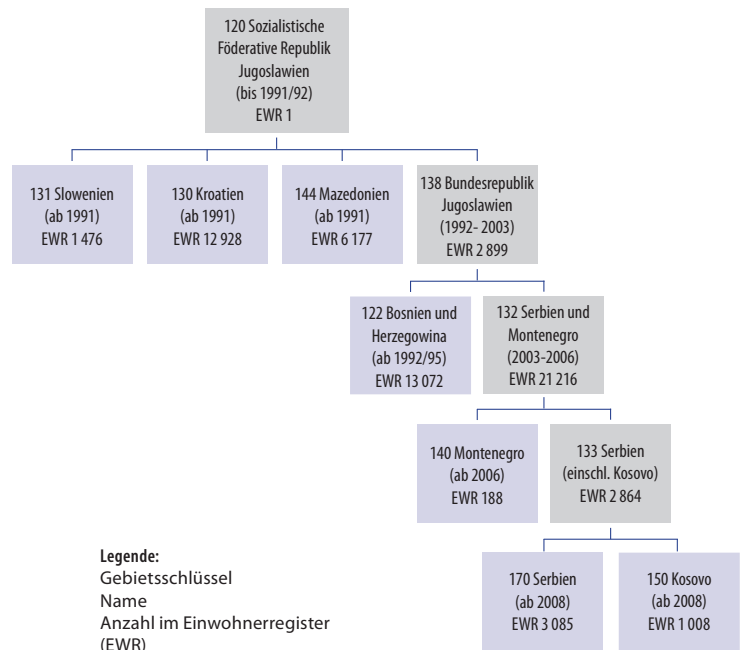 120 Sozialistische
Föderative Republik
Jugoslawien
(bis 1991/92)
EWR 1
131 Slowenien
(ab 1991)
EWR 1 476
130 Kroatien
(ab 1991)
EWR 12 928
144 Mazedonien
(ab 1991)
EWR 6 177
138 Bundesrepublik
Jugoslawien
(1992- 2003)
EWR 2 899
122 Bosnien und
Herzegowina
(ab 1992/95)
EWR 13 072
132 Serbien und
Montenegro
(2003-2006)
EWR 21 216
140 Montenegro
(ab 2006)
EWR 188
133 Serbien
(einschl. Kosovo)
EWR 2 864
170 Serbien
(ab 2008)
EWR 3 085
150 Kosovo
(ab 2008)
EWR 1 008
Legende:
Gebietsschlüssel
Name
Anzahl im Einwohnerregister
(EWR)